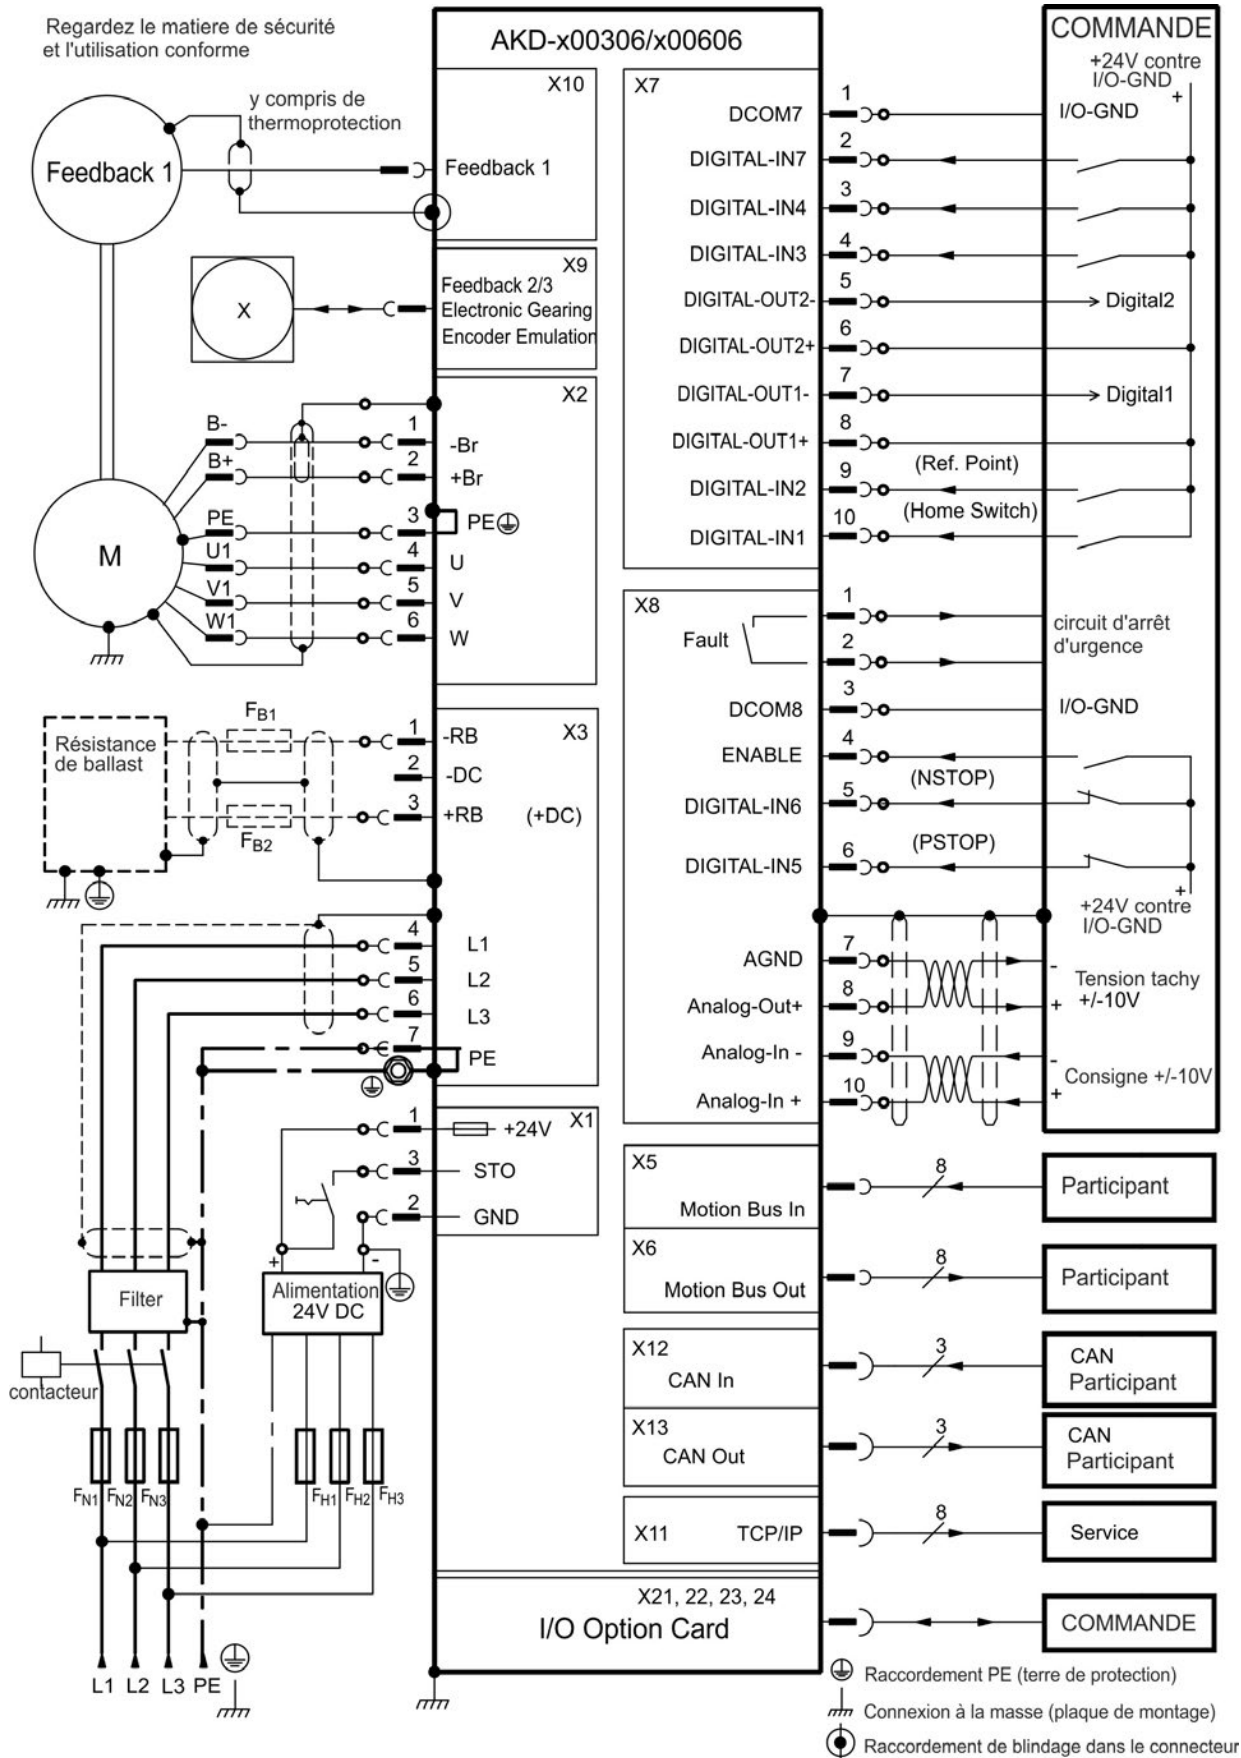 Regardez le matiere de sécurité
et l'utilisation conforme
AKD-x00306/x00606
COMMANDE
+24V contre
I/O-GND
+
y compris de
thermoprotection
Feedback 1
X10
Feedback 1
X
X9
Feedback 2/3
Electronic Gearing
Encoder Emulation
X2
B-
1
-Br
B+
2
+Br
PE
3
PE
U1
4
U
V1
5
V
W1
6
W
M
X3
Résistance
de ballast
FB1
FB2
1
-RB
2
-DC
3
+RB
(+DC)
4
L1
5
L2
6
L3
7
PE
X1
1
+24V
3
STO
2
GND
+
-
Alimentation
24V DC
Filter
contacteur
FN1
FN2
FN3
FH1
FH2
FH3
L1
L2
L3
PE
X7
DCOM7
1
I/O-GND
DIGITAL-IN7
2
DIGITAL-IN4
3
DIGITAL-IN3
4
DIGITAL-OUT2-
5
Digital2
DIGITAL-OUT2+
6
DIGITAL-OUT1-
7
Digital1
DIGITAL-OUT1+
8
DIGITAL-IN2
9
(Ref. Point)
DIGITAL-IN1
10
(Home Switch)
X8
Fault
1
2
circuit d'arrêt
d'urgence
DCOM8
3
I/O-GND
ENABLE
4
DIGITAL-IN6
5
(NSTOP)
DIGITAL-IN5
6
(PSTOP)
+
+24V contre
I/O-GND
AGND
7
-
Analog-Out+
8
+
Tension tachy
+/-10V
Analog-In -
9
-
Analog-In +
10
+
Consigne +/-10V
X5
Motion Bus In
8
Participant
X6
Motion Bus Out
8
Participant
X12
CAN In
3
CAN
Participant
X13
CAN Out
3
CAN
Participant
X11
TCP/IP
8
Service
X21, 22, 23, 24
I/O Option Card
COMMANDE
Raccordement PE (terre de protection)
Connexion à la masse (plaque de montage)
Raccordement de blindage dans le connecteur